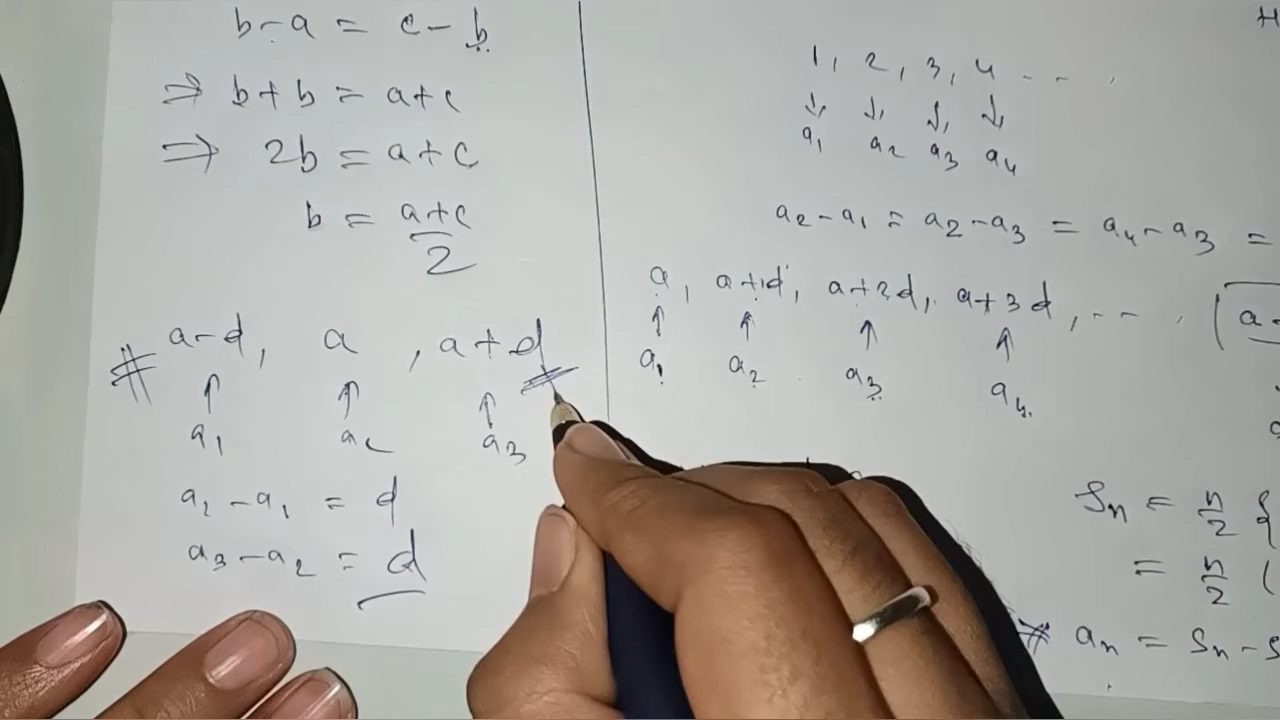 b-a = c-b
⇒ b+b = a+c
⇒ 2b = a+c
b = a+c/2
# a-d, a, a+d
↑ ↑ ↑
a₁ a₂ a₃
a₂-a₁ = d
a₃-a₂ = d
H
1, 2, 3, 4 - - ,
↓, ↓, ↓, ↓,
a₁ a₂ a₃ a₄
a₂-a₁ = a₂-a₃ = a₄-a₃ =
a, a+1d, a+2d, a+3d, -- . a
↑ ↑ ↑ ↑
a₁ a₂ a₃ a₄
Sₙ = n/2 {
= n/2 (
* aₙ = Sₙ - S